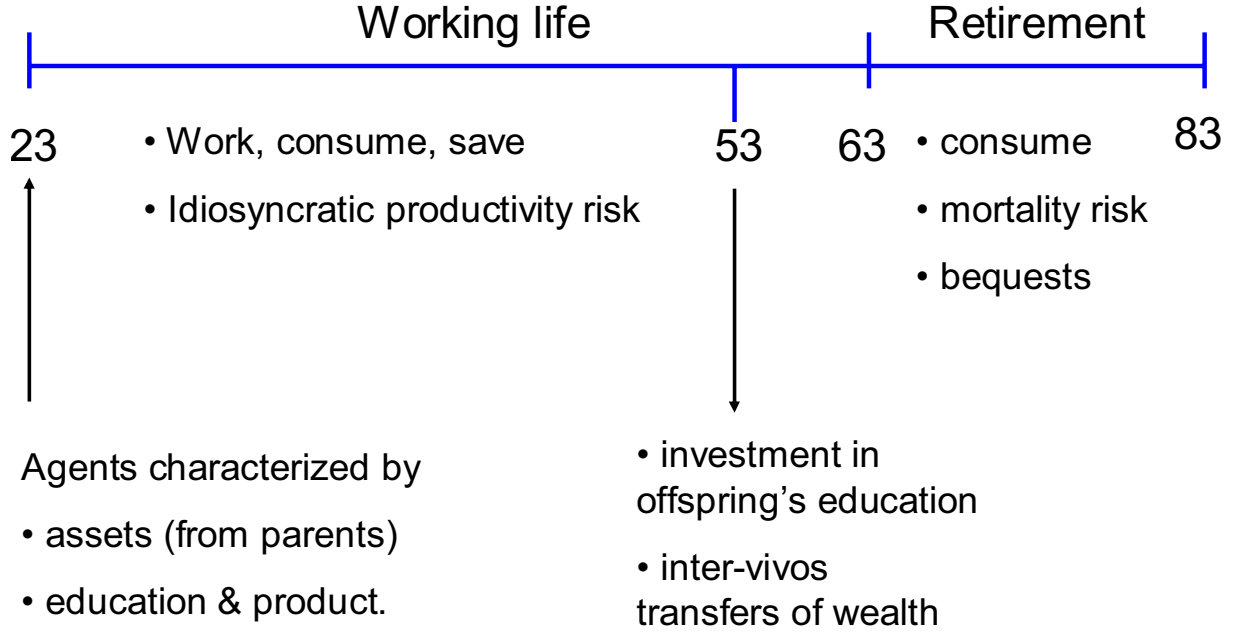 Working life
Retirement
23
• Work, consume, save
• Idiosyncratic productivity risk
53
63
• consume
• mortality risk
• bequests
83
Agents characterized by
• assets (from parents)
• education & product.
• investment in
offspring's education
• inter-vivos
transfers of wealth